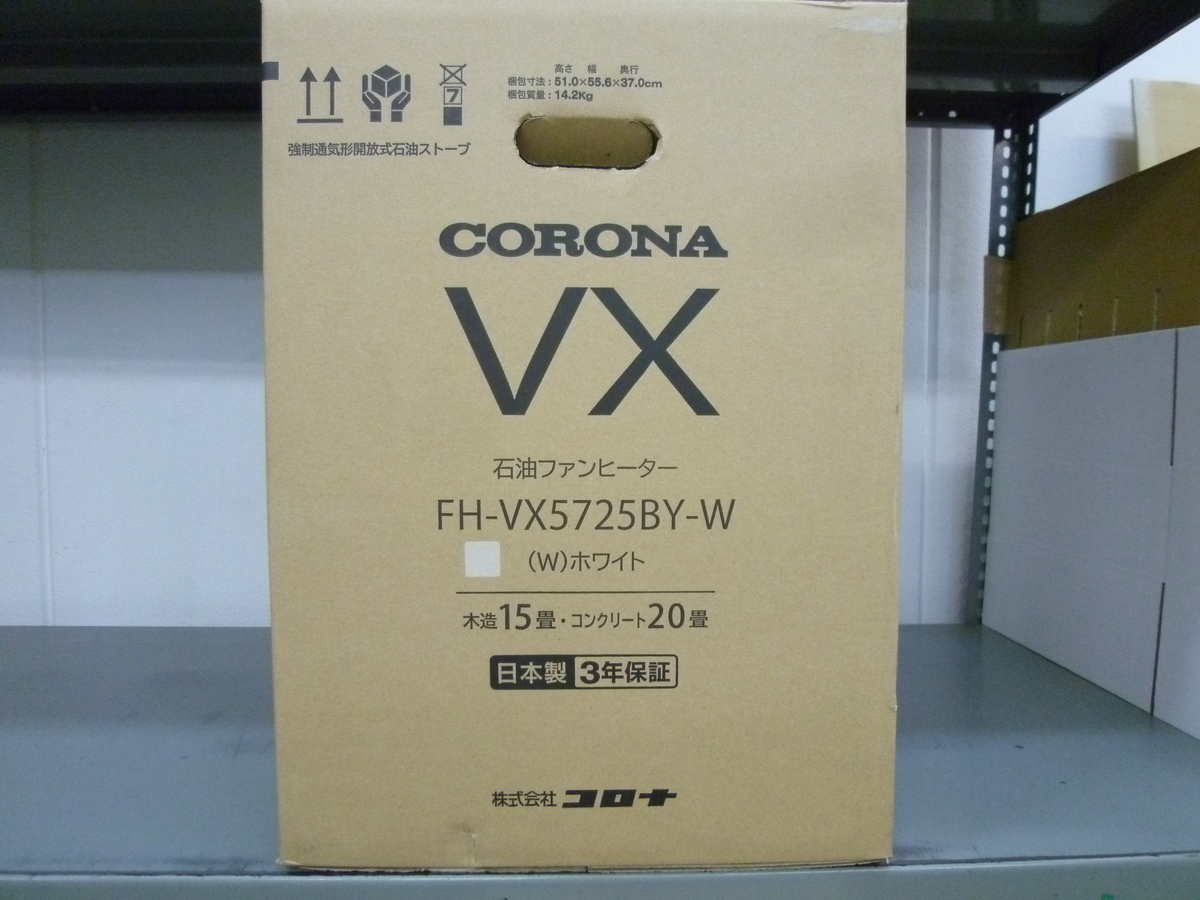 高さ 幅 奥行
梱包寸法：51.0×55.6×37.0cm
梱包質量：14.2Kg
7
強制通気形開放式石油ストーブ
CORONA
VX
石油ファンヒーター
FH-VX5725BY-W
(W)ホワイト
木造15畳・コンクリート20畳
日本製 3年保証
株式会社コロナ